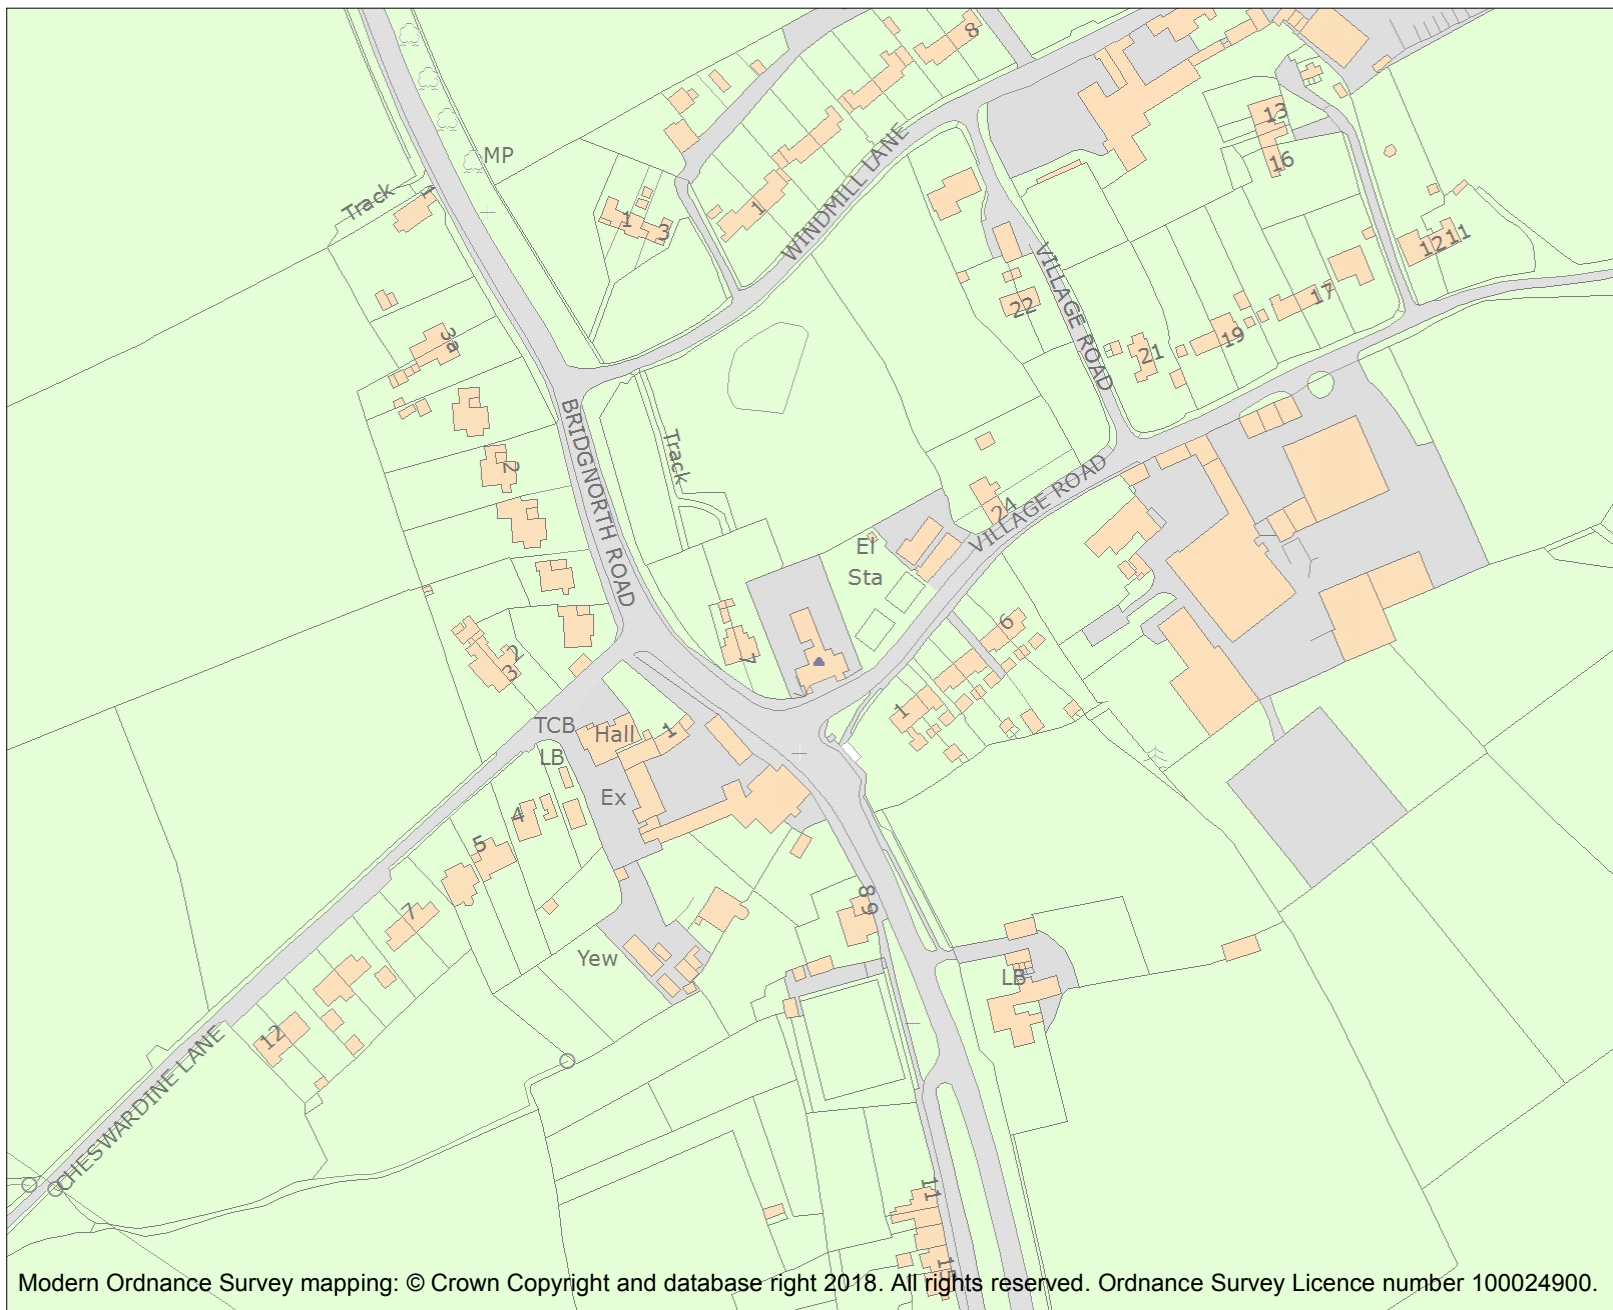 8
MP
Track
1
13
16
1
3
1
WINDMILL LANE
12
11
VILLAGE ROAD
22
17
19
21
3a
BRIDGNORTH ROAD
Track
2
24
VILLAGE ROAD
El
Sta
6
7
2
3
1
TCB
Hall
1
LB
Ex
4
5
7
8
9
Yew
LB
12
CHESWARDINE LANE
11
Modern Ordnance Survey mapping: © Crown Copyright and database right 2018. All rights reserved. Ordnance Survey Licence number 100024900.